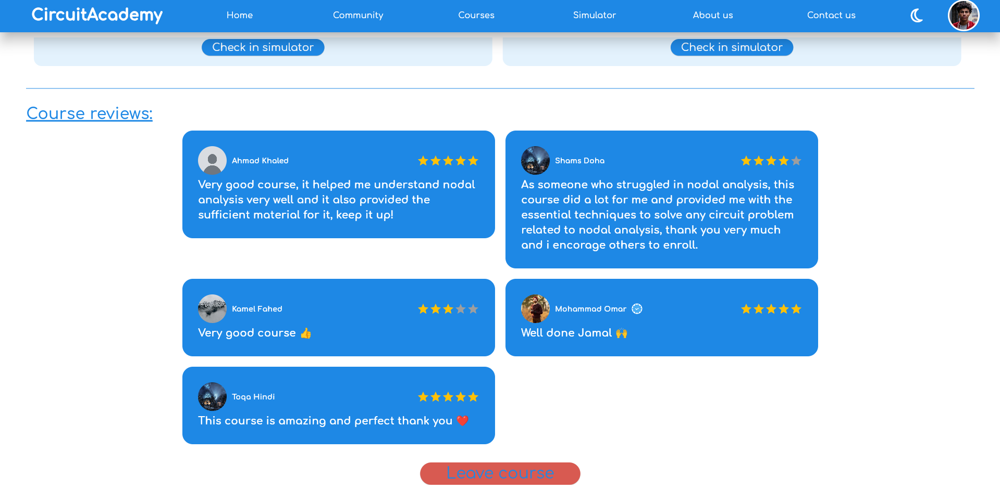 CircuitAcademy Home Community Courses Simulator About us Contact us
Check in simulator Check in simulator
Course reviews:
Ahmad Khaled
Very good course, it helped me understand nodal
analysis very well and it also provided the
sufficient material for it, keep it up!
Shams Doha
As someone who struggled in nodal analysis, this
course did a lot for me and provided me with the
essential techniques to solve any circuit problem
related to nodal analysis, thank you very much
and i encorage others to enroll.
Kamel Fahed
Very good course 👍
Mohammad Omar
Well done Jamal 🙌
Toqa Hindi
This course is amazing and perfect thank you ❤️
Leave course